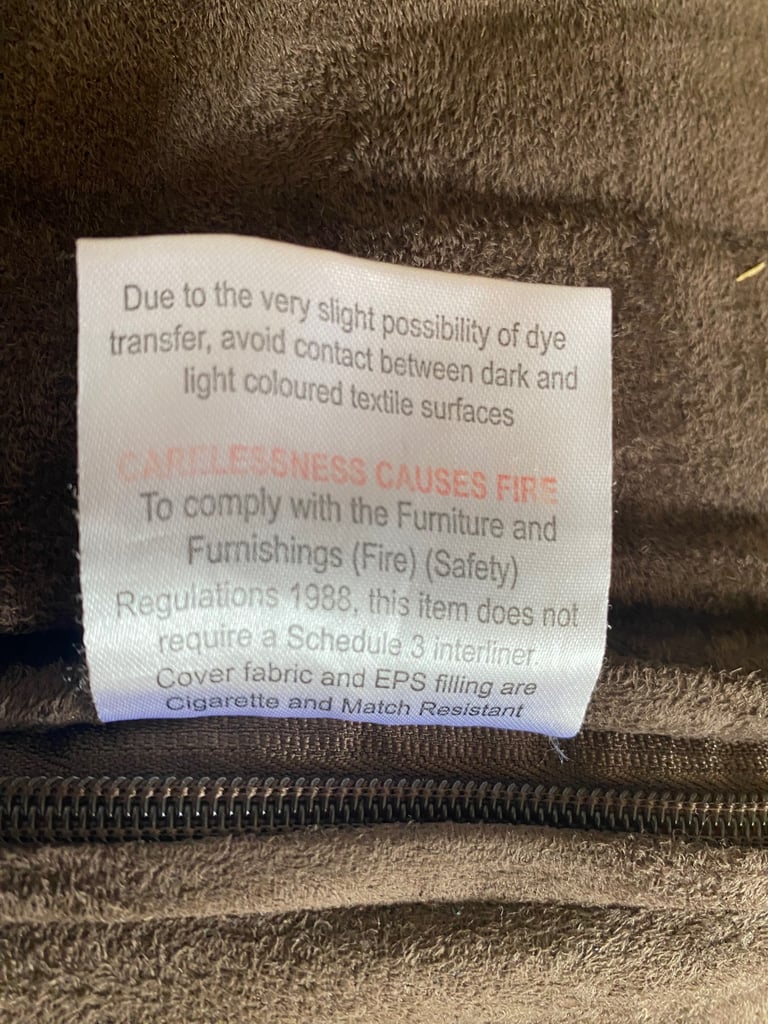 Due to the very slight possibility of dye
transfer, avoid contact between dark and
light coloured textile surfaces
CARELESSNESS CAUSES FIRE
To comply with the Furniture and
Furnishings (Fire) (Safety)
Regulations 1988, this item does not
require a Schedule 3 interliner.
Cover fabric and EPS filling are
Cigarette and Match Resistant